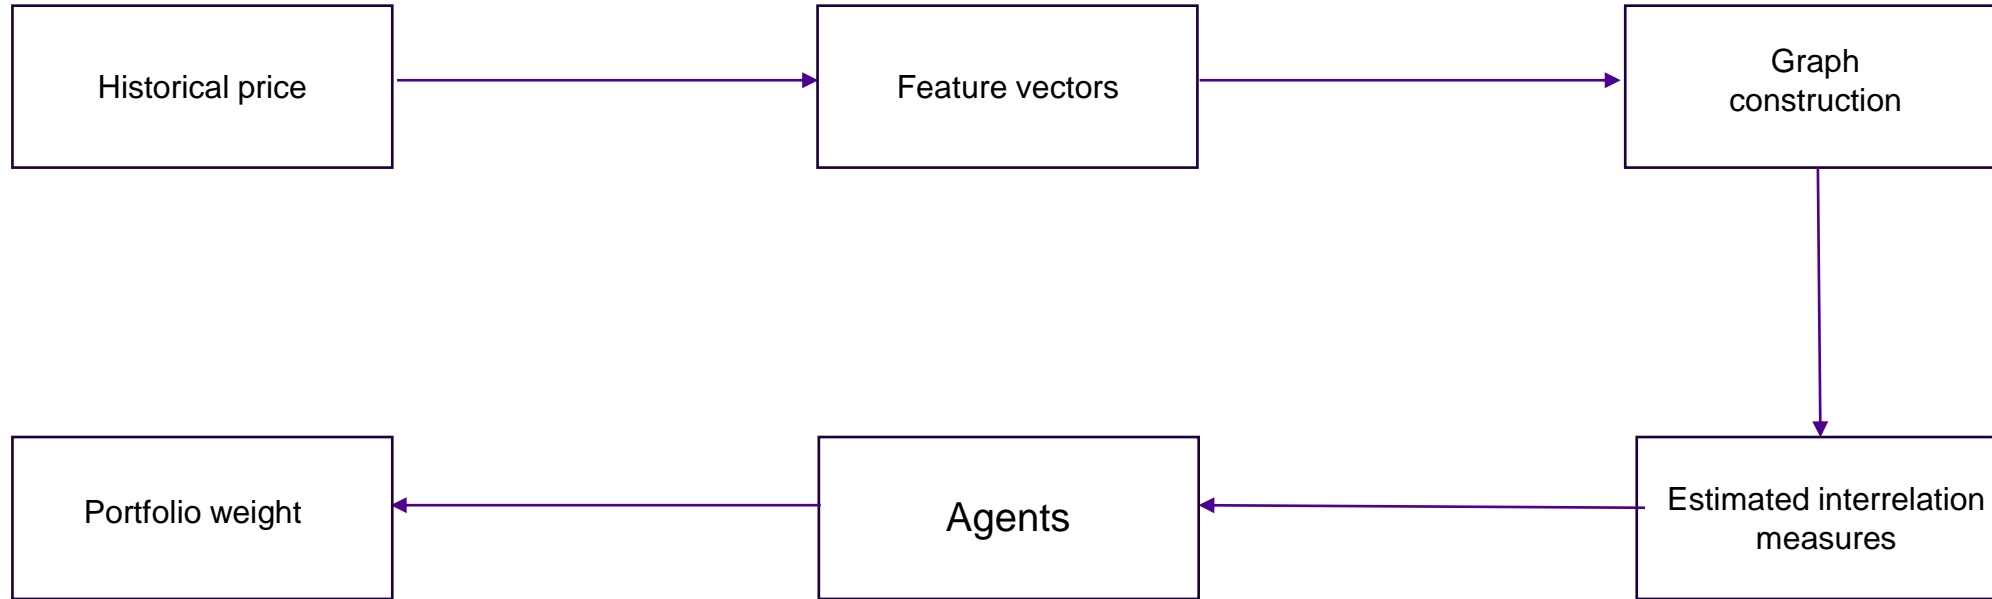 Historical price
Feature vectors
Graph
construction
Portfolio weight
Agents
Estimated interrelation
measures